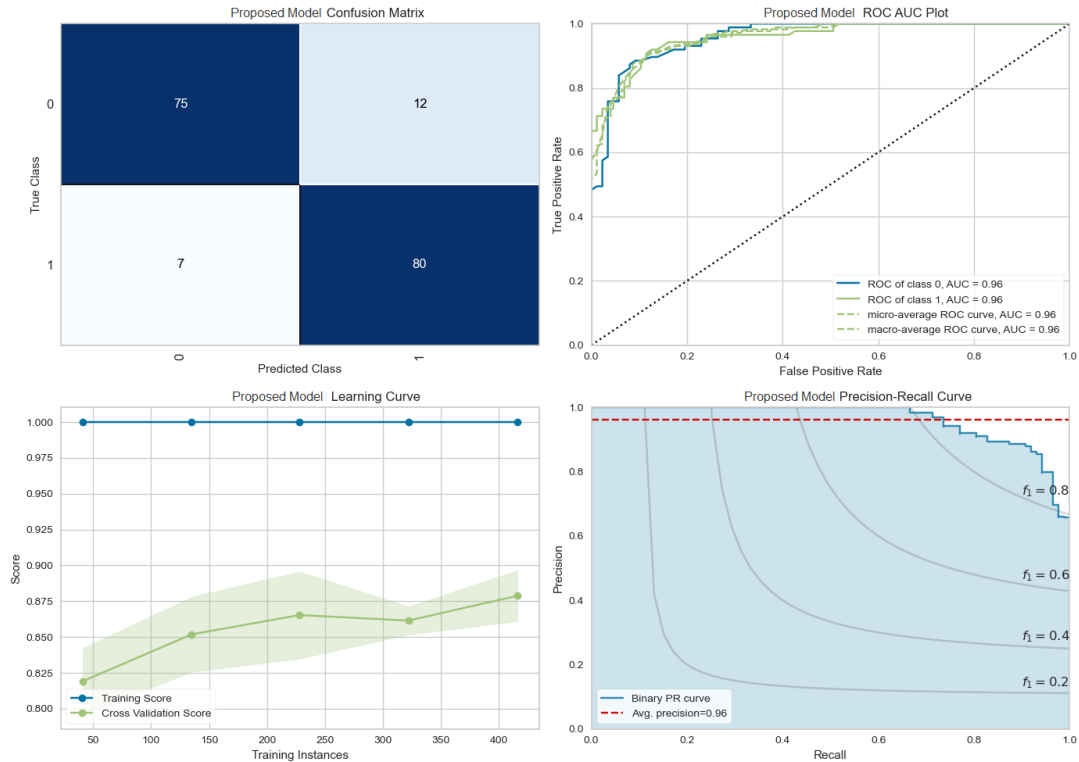 Proposed Model Confusion Matrix
0
75
12
True Class
1
7
80
0
1
Predicted Class
Proposed Model ROC AUC Plot
1.0
0.8
0.6
0.4
0.2
0.0
True Positive Rate
ROC of class 0, AUC = 0.96
ROC of class 1, AUC = 0.96
micro-average ROC curve, AUC = 0.96
macro-average ROC curve, AUC = 0.96
0.0 0.2 0.4 0.6 0.8 1.0
False Positive Rate
Proposed Model Learning Curve
1.000
0.975
0.950
0.925
0.900
0.875
0.850
0.825
0.800
Score
Training Score
Cross Validation Score
50 100 150 200 250 300 350 400
Training Instances
Proposed Model Precision-Recall Curve
1.0
0.8
0.6
0.4
0.2
0.0
Precision
f₁ = 0.8
f₁ = 0.6
f₁ = 0.4
f₁ = 0.2
Binary PR curve
Avg. precision=0.96
0.0 0.2 0.4 0.6 0.8 1.0
Recall